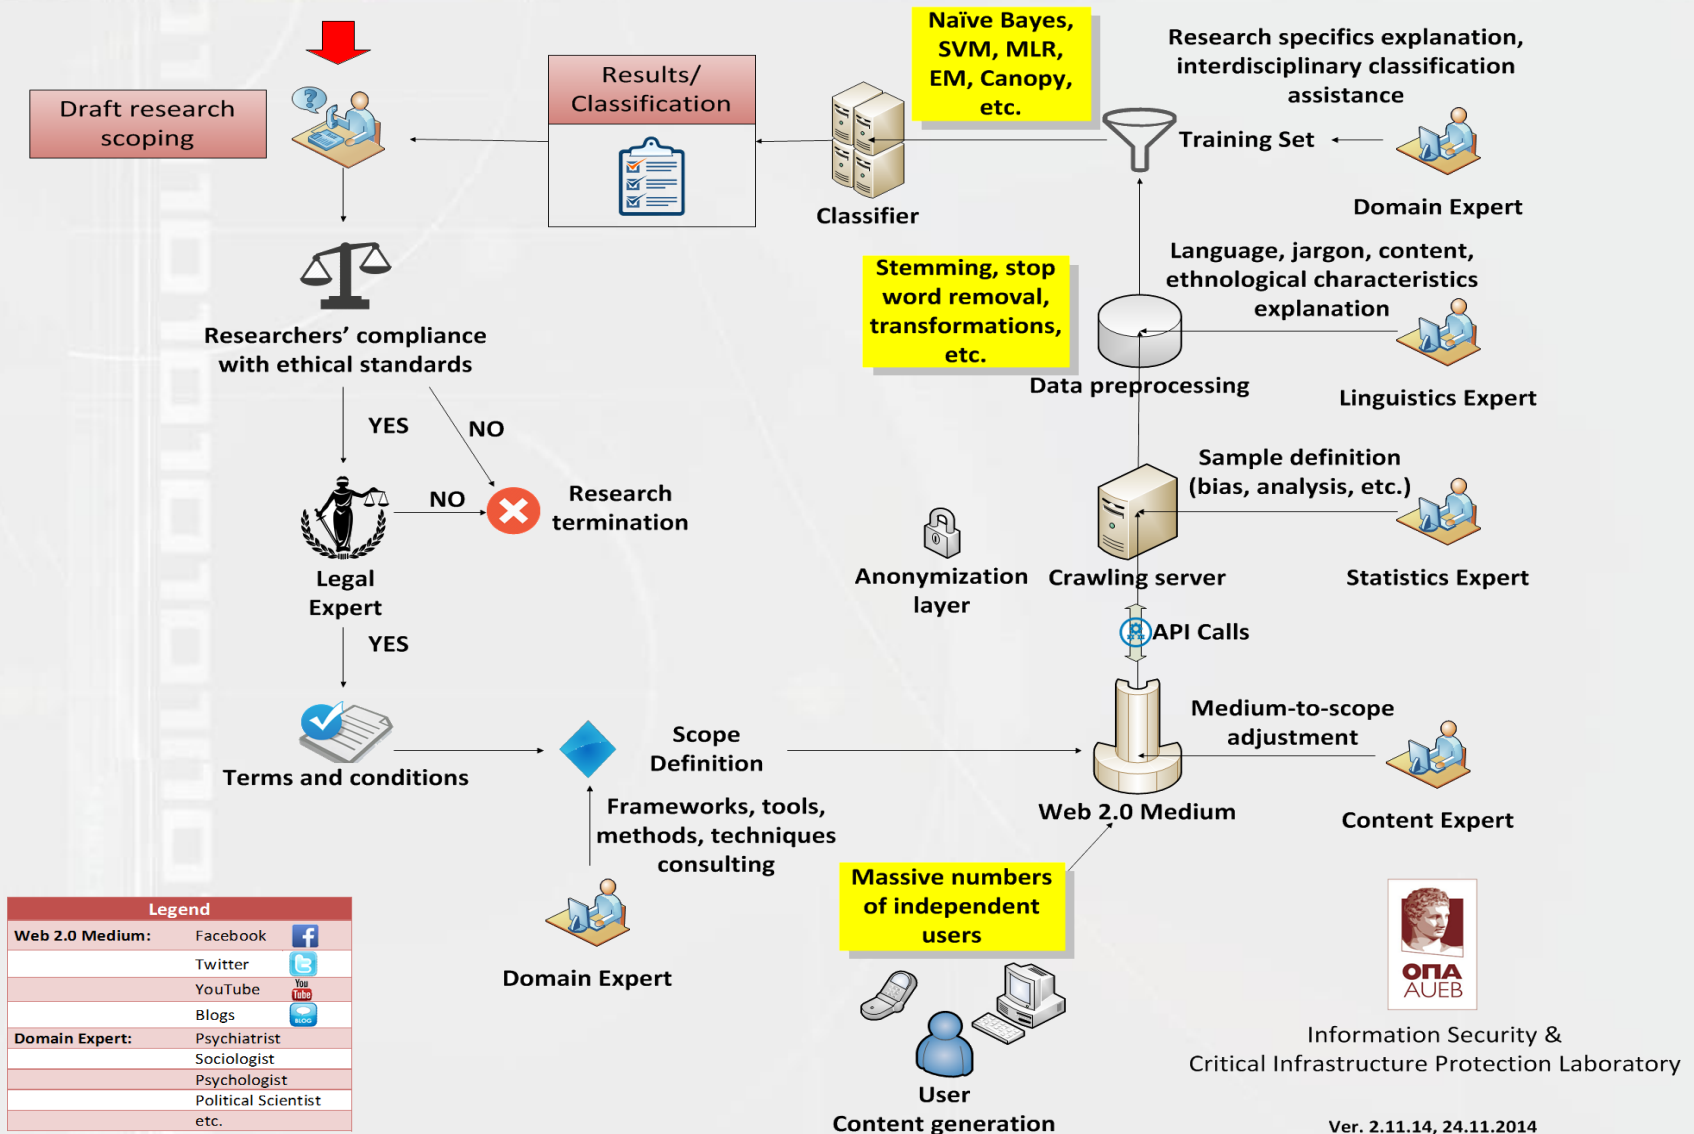 Draft research
scoping
Results/
Classification
Naïve Bayes,
SVM, MLR,
EM, Canopy,
etc.
Research specifics explanation,
interdisciplinary classification
assistance
Training Set
Domain Expert
Classifier
Language, jargon, content,
ethnological characteristics
explanation
Stemming, stop
word removal,
transformations,
etc.
Data preprocessing
Linguistics Expert
Researchers’ compliance
with ethical standards
YES
NO
NO
Research
termination
Legal
Expert
YES
Sample definition
(bias, analysis, etc.)
Anonymization
layer
Crawling server
Statistics Expert
API Calls
Terms and conditions
Scope
Definition
Frameworks, tools,
methods, techniques
consulting
Domain Expert
Medium-to-scope
adjustment
Web 2.0 Medium
Content Expert
Massive numbers
of independent
users
User
Content generation
Legend
Web 2.0 Medium: Facebook f
Twitter t
YouTube You Tube
Blogs BLOG
Domain Expert: Psychiatrist
Sociologist
Psychologist
Political Scientist
etc.
ΟΠΑ
AUEB
Information Security &
Critical Infrastructure Protection Laboratory
Ver. 2.11.14, 24.11.2014